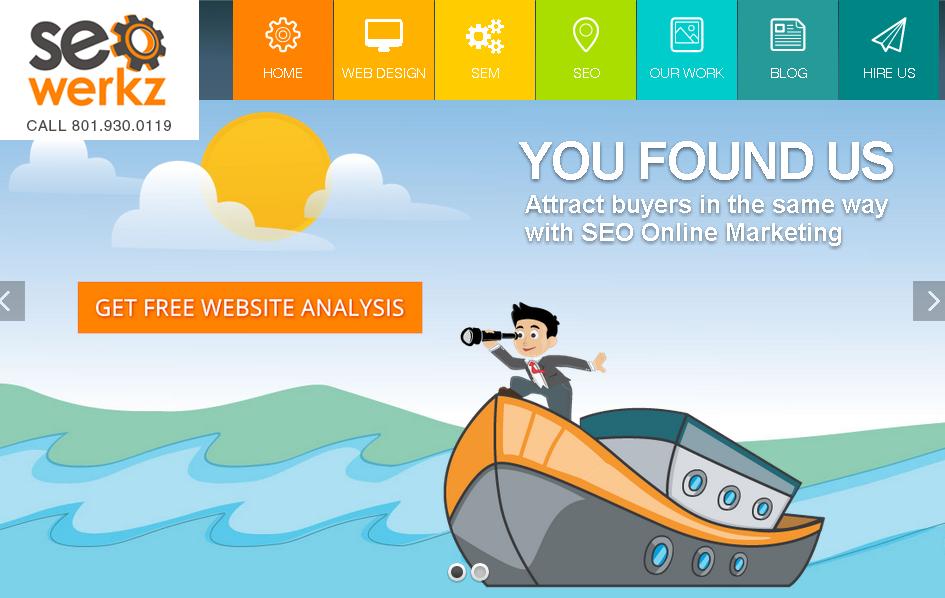 seo
werkz
CALL 801.930.0119
HOME
WEB DESIGN
SEM
SEO
OUR WORK
BLOG
HIRE US
YOU FOUND US
Attract buyers in the same way
with SEO Online Marketing
GET FREE WEBSITE ANALYSIS